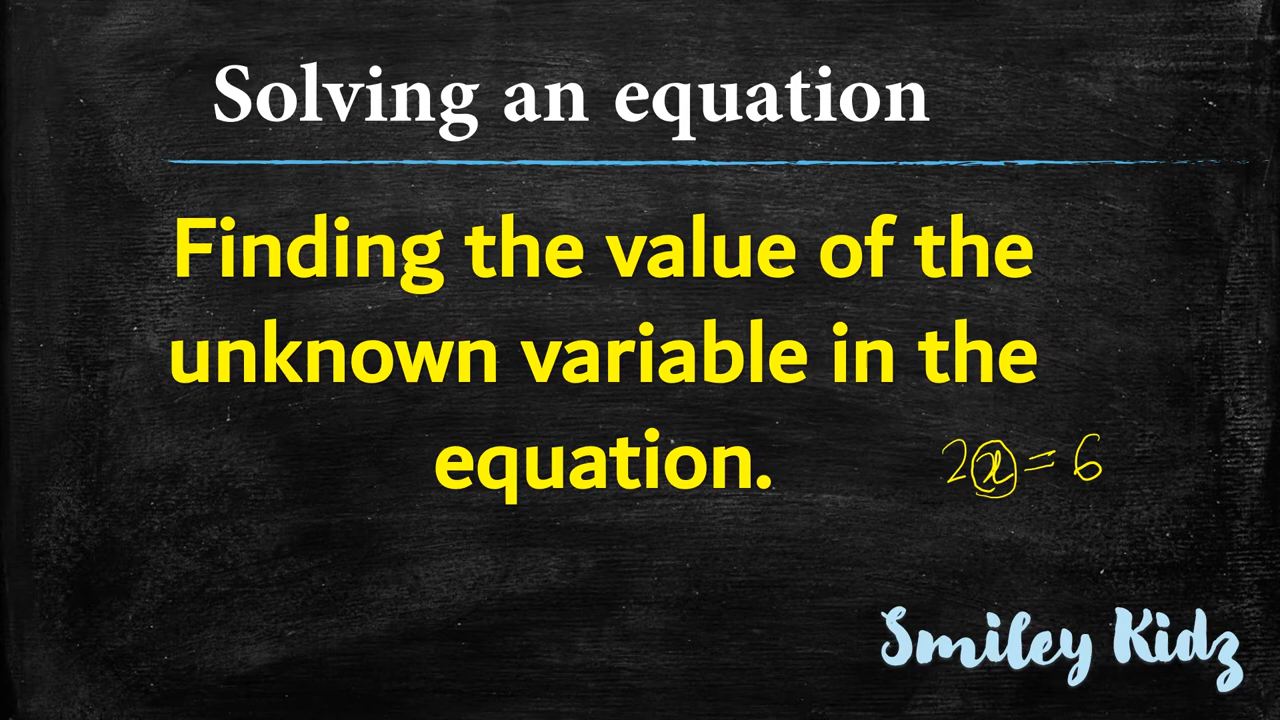 Solving an equation
Finding the value of the
unknown variable in the
equation.
2x = 6
Smiley Kidz